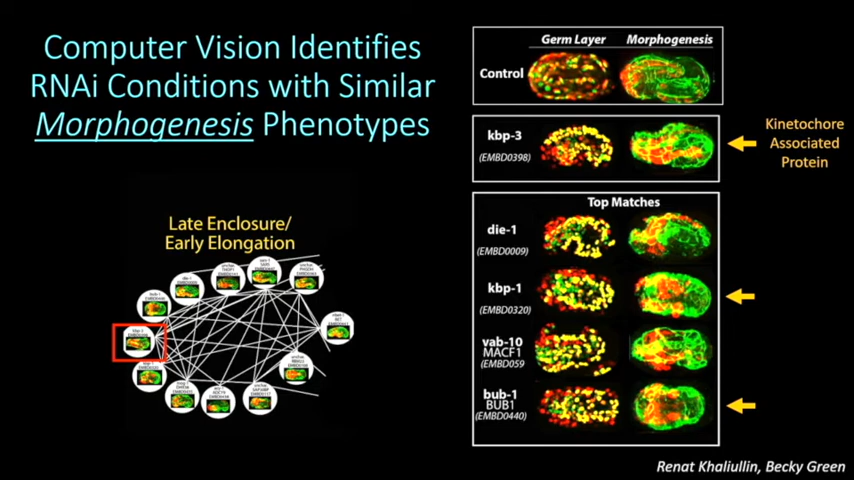 Computer Vision Identifies
RNAi Conditions with Similar
Morphogenesis Phenotypes
Late Enclosure/
Early Elongation
Germ Layer Morphogenesis
Control
kbp-3
(EMBD0398)
Kinetochore
Associated
Protein
Top Matches
die-1
(EMBD0009)
kbp-1
(EMBD0320)
vab-10
MACF1
(EMBD059
bub-1
BUB1
(EMBD0440)
Renat Khaliullin, Becky Green